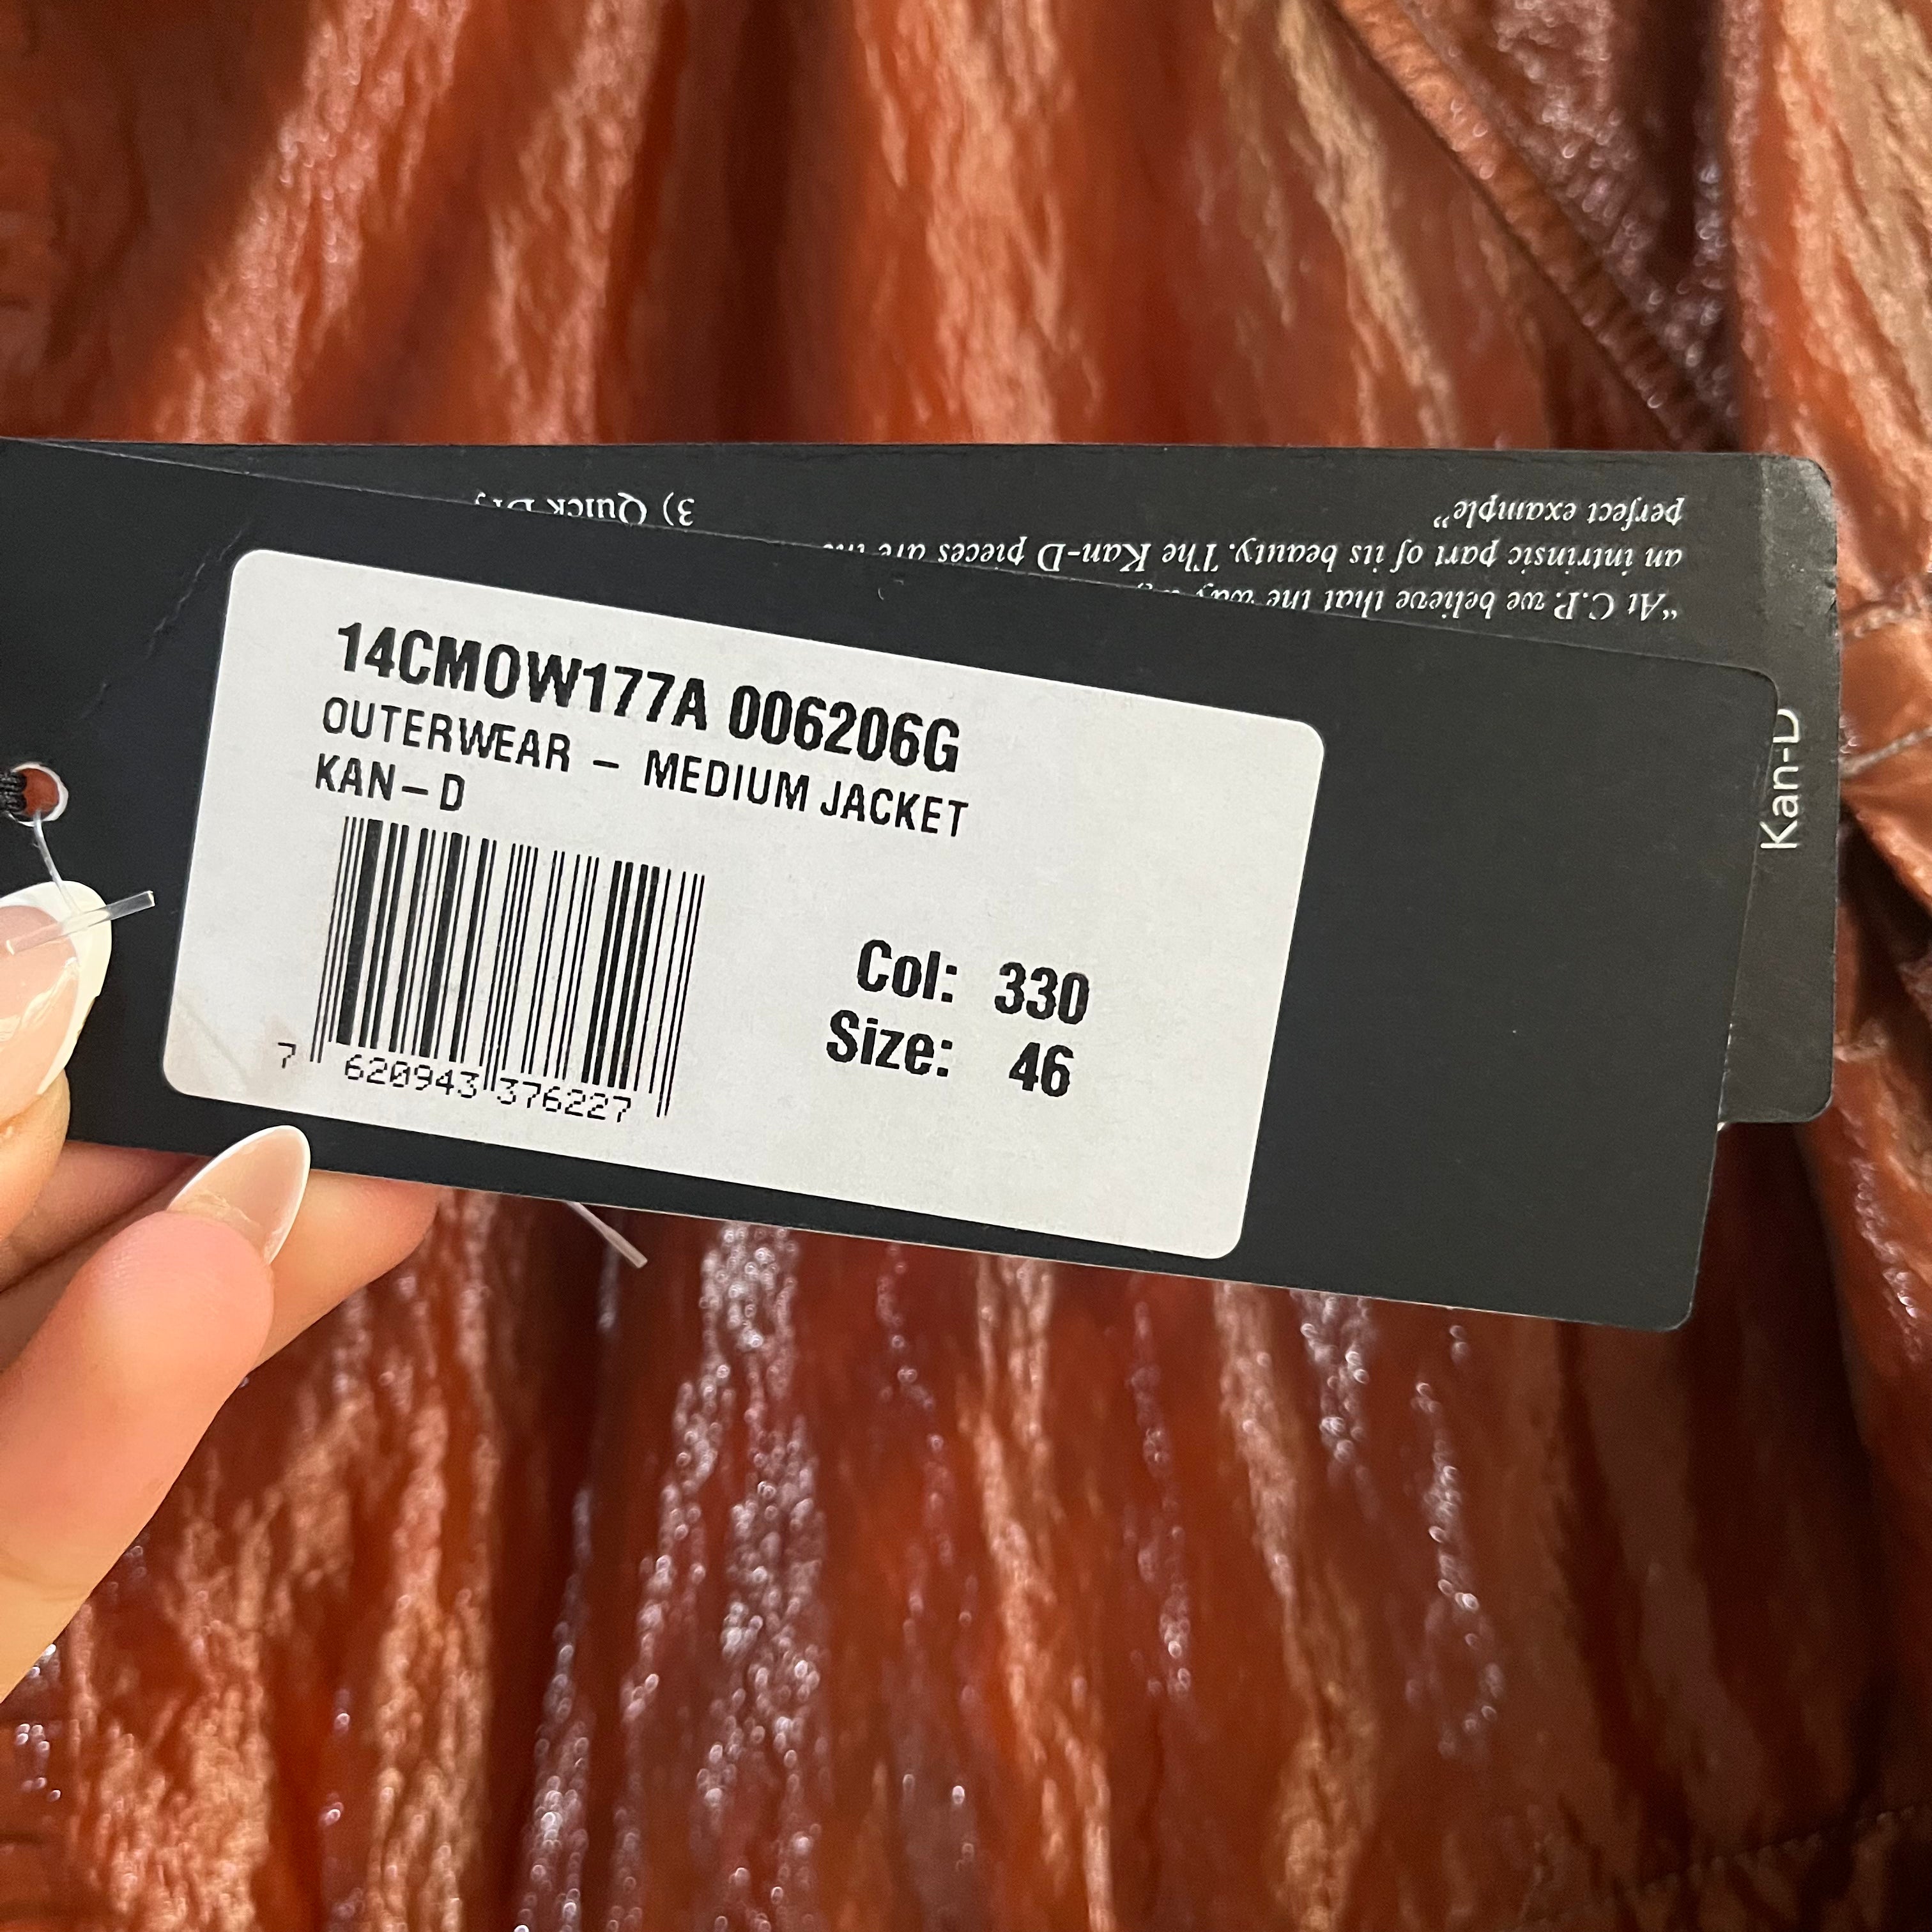 14CMOW177A 006206G
OUTERWEAR – MEDIUM JACKET
KAN–D
Col: 330
Size: 46
7 620943 376227
Kan-D
“At C.P. we believe that the way
an intrinsic part of its beauty. The Kan-D pieces are the
perfect example”
3) Quick Dry